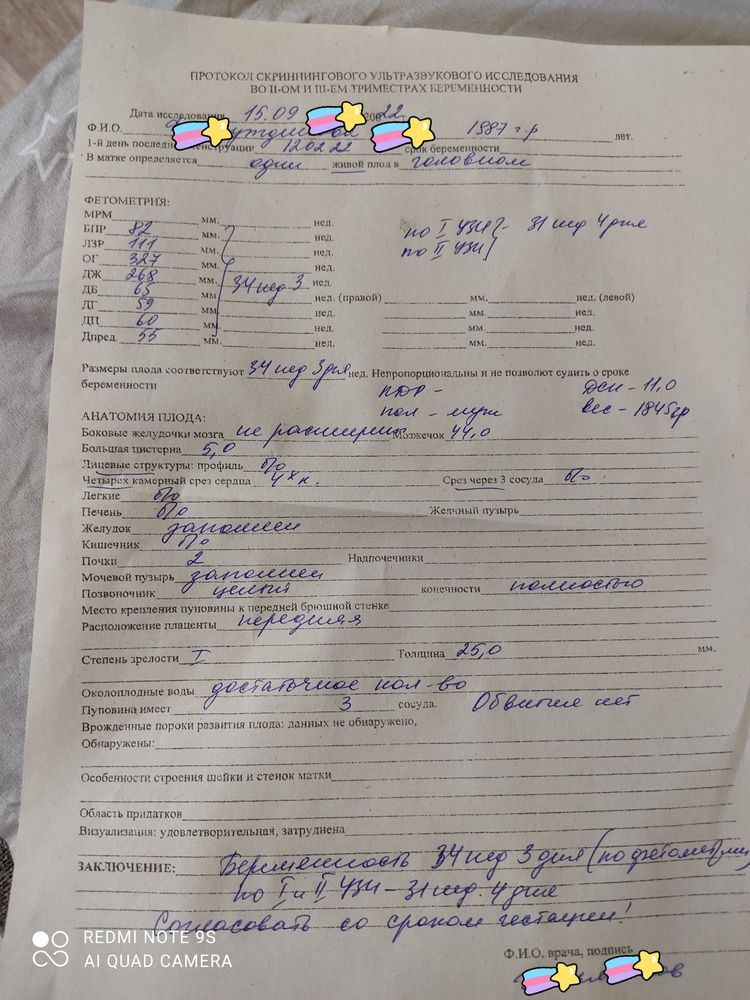 ПРОТОКОЛ СКРИННИНГОВОГО УЛЬТРАЗВУКОВОГО ИССЛЕДОВАНИЯ
ВО II-ОМ И III-ЕМ ТРИМЕСТРАХ БЕРЕМЕННОСТИ
Дата исследования 15.09 200 22
Ф.И.О. 1987 г.р лет.
1-й день послед 120222 срок беременности
В матке определяется один живой плод в головном
ФЕТОМЕТРИЯ:
МРМ мм. нед.
БПР 82 мм. нед. по I УЗИ - 31 нед 4 дня
ЛЗР 111 мм. нед. по II УЗИ
ОГ 327 мм. нед.
ДЖ 268 мм. 34 нед 3 нед.
ДБ 65 мм. нед. (правой) мм. нед. (левой)
ДГ 59 мм. нед. мм. нед.
ДП 60 мм. нед. мм. нед.
Дпред. 55 мм. нед. мм. нед.
Размеры плода соответствуют 34 нед 3 дня нед. Непропорциональны и не позволют судить о сроке
беременности ПДР - ДСН - 11,0
пол - муж вес - 1845гр
АНАТОМИЯ ПЛОДА:
Боковые желудочки мозга не расширены Мозжечок 44,0
Большая цистерна 5,0
Лицевые структуры: профиль б/о
Четырех камерный срез сердца 4х к. Срез через 3 сосуда б/о
Легкие б/о
Печень б/о Желчный пузырь
Желудок заполнен
Кишечник б/о
Почки 2 Надпочечники
Мочевой пузырь заполнен
Позвоночник целый конечности полностью
Место крепления пуповины к передней брюшной стенке
Расположение плаценты передняя
Степень зрелости I Толщина 25,0 мм.
Околоплодные воды достаточное кол-во
Пуповина имеет 3 сосуда. Обвития нет
Врожденные пороки развития плода: данных не обнаружено,
Обнаружены:
Особенности строения шейки и стенок матки
Область придатков
Визуализация: удовлетворительная, затруднена
ЗАКЛЮЧЕНИЕ: Беременность 34 нед 3 дня (по фетометрии
по I и II УЗИ - 31 нед. 4 дня
Согласовать со сроком гестации!
Ф.И.О. врача, подпись
REDMI NOTE 9S
AI QUAD CAMERA